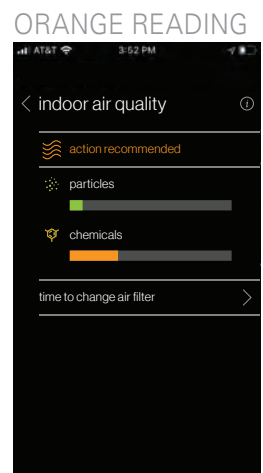 ORANGE READING
AT&T 3:52 PM
indoor air quality
action recommended
particles
chemicals
time to change air filter